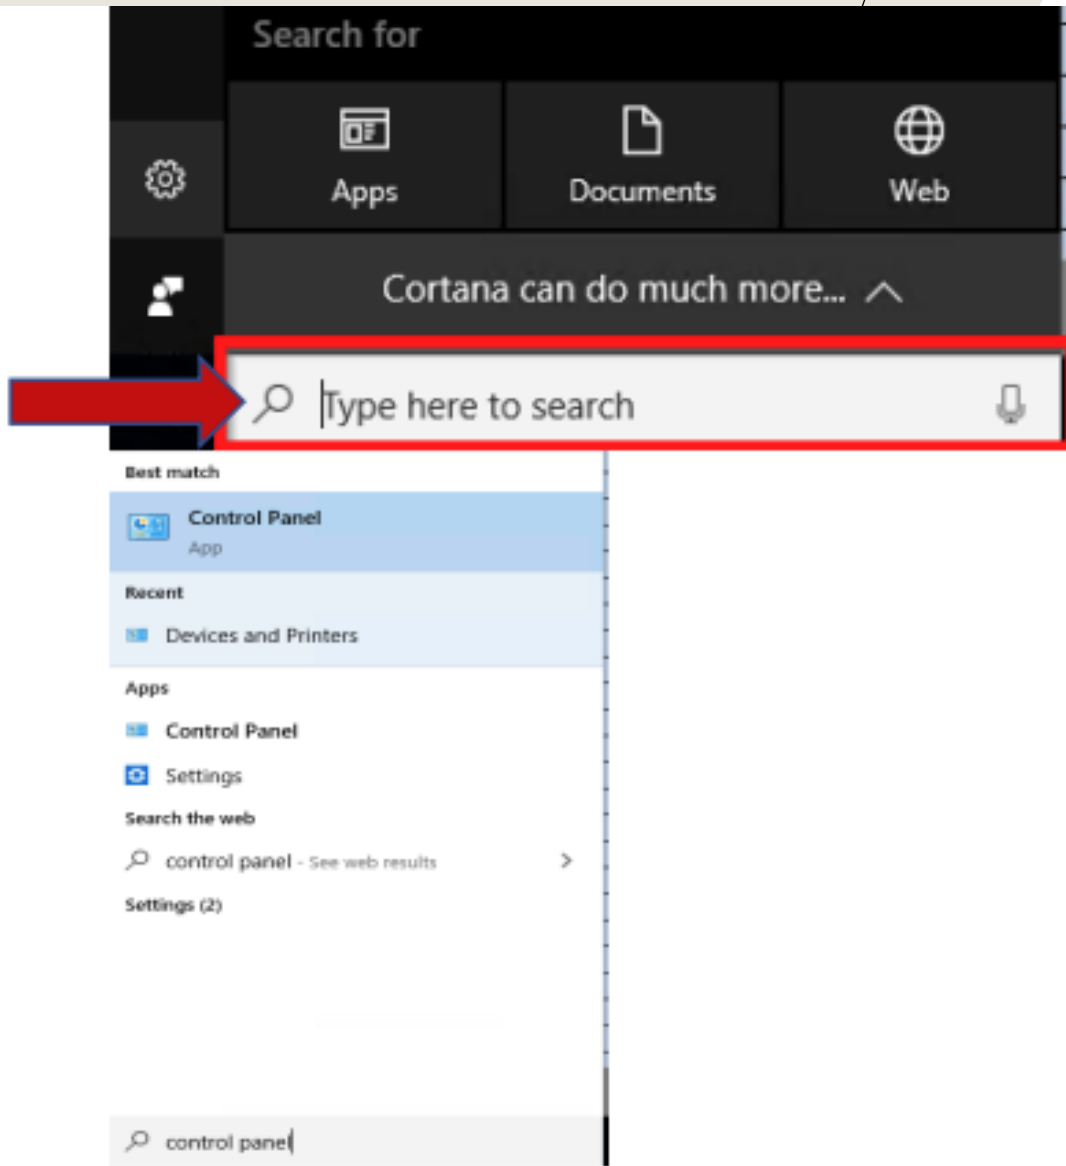 Search for
Apps Documents Web
Cortana can do much more...
Type here to search
Best match
Control Panel
App
Recent
Devices and Printers
Apps
Control Panel
Settings
Search the web
control panel - See web results
Settings (2)
control panel